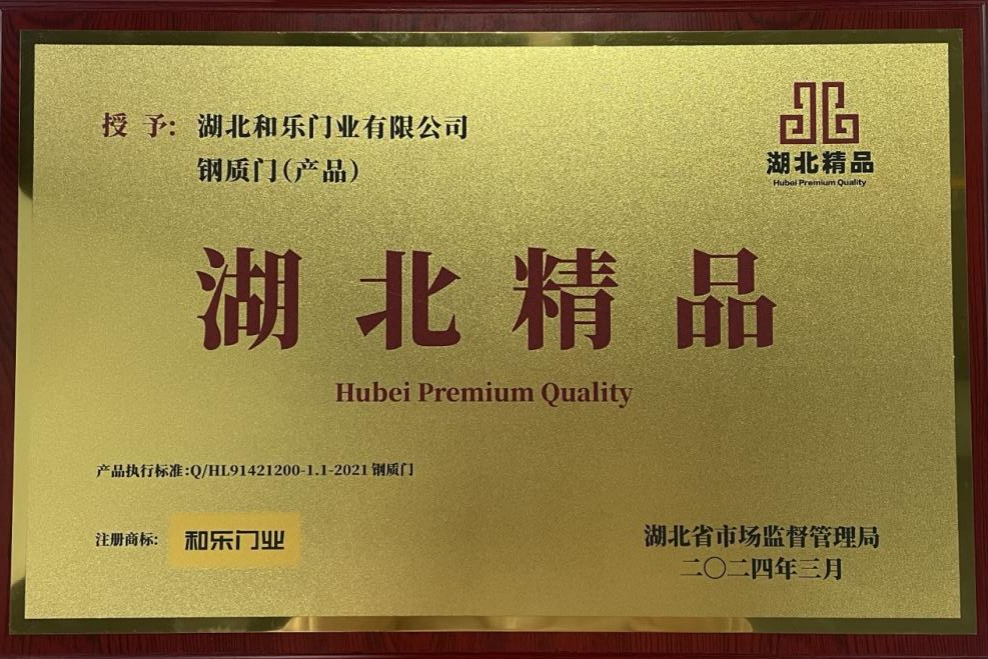 授 予: 湖北和乐门业有限公司
钢质门(产品)
湖北精品
Hubei Premium Quality
湖 北 精 品
Hubei Premium Quality
产品执行标准:Q/HL91421200-1.1-2021 钢质门
注册商标: 和乐门业
湖北省市场监督管理局
二〇二四年三月